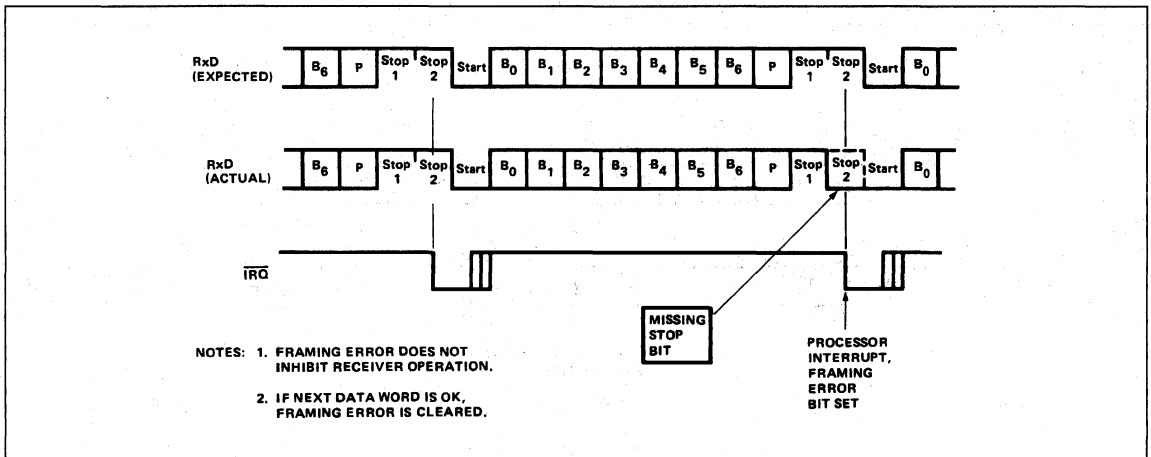 RxD
(EXPECTED)
B6 P Stop 1 Stop 2 Start B0 B1 B2 B3 B4 B5 B6 P Stop 1 Stop 2 Start B0
RxD
(ACTUAL)
B6 P Stop 1 Stop 2 Start B0 B1 B2 B3 B4 B5 B6 P Stop 1 Stop 2 Start B0
IRQ
MISSING
STOP
BIT
PROCESSOR
INTERRUPT,
FRAMING
ERROR
BIT SET
NOTES: 1. FRAMING ERROR DOES NOT
INHIBIT RECEIVER OPERATION.
2. IF NEXT DATA WORD IS OK,
FRAMING ERROR IS CLEARED.